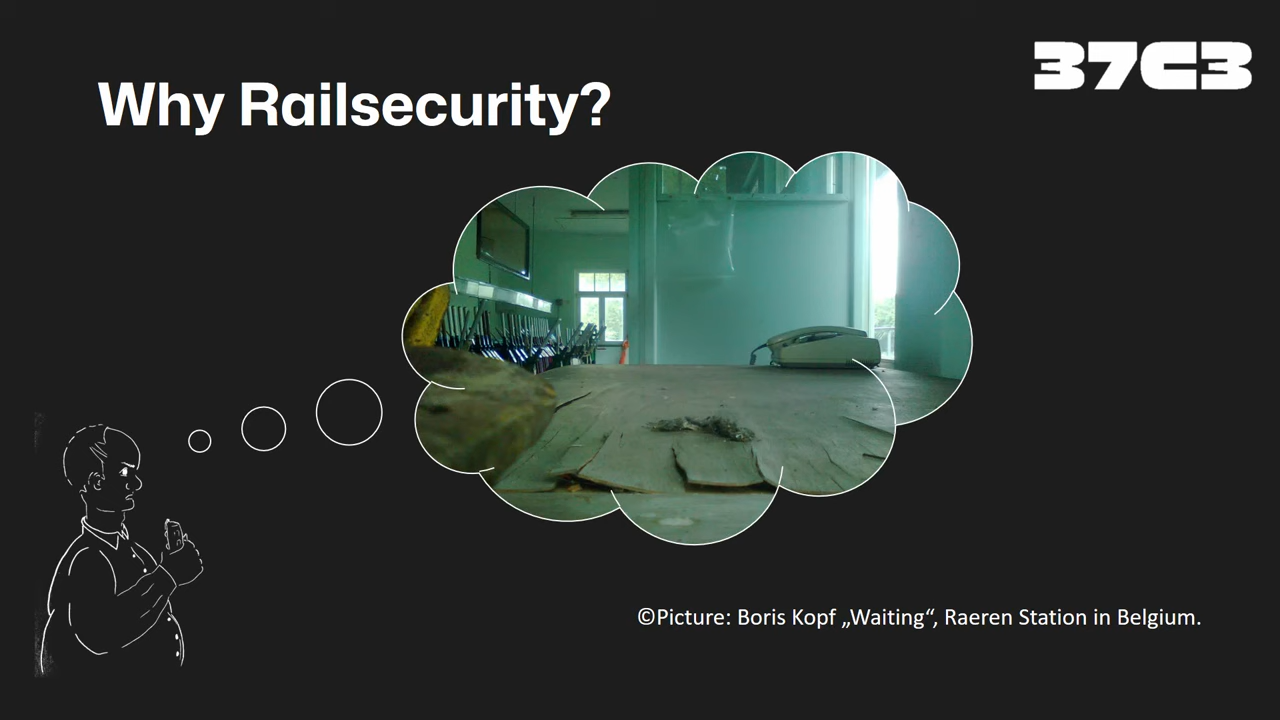 37C3
Why Railsecurity?
©Picture: Boris Kopf „Waiting“, Raeren Station in Belgium.